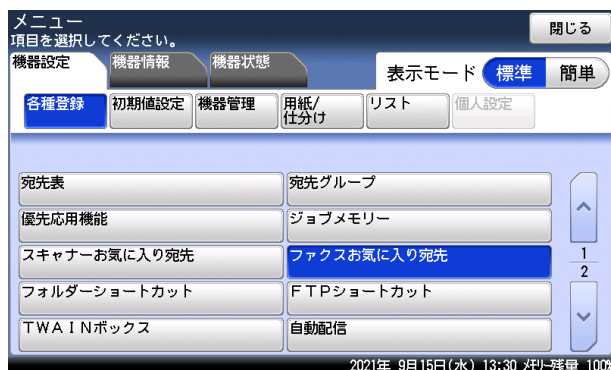 メニュー
閉じる
項目を選択してください。
機器設定 機器情報 機器状態
表示モード 標準 簡単
各種登録 初期値設定 機器管理 用紙/ リスト 個人設定
仕分け
宛先表 宛先グループ
優先応用機能 ジョブメモリー
スキャナーお気に入り宛先 ファクスお気に入り宛先
1
2
フォルダーショートカット ＦＴＰショートカット
ＴＷＡＩＮボックス 自動配信
2021年 9月15日(水) 13:30 ﾒﾓﾘｰ残量 100%